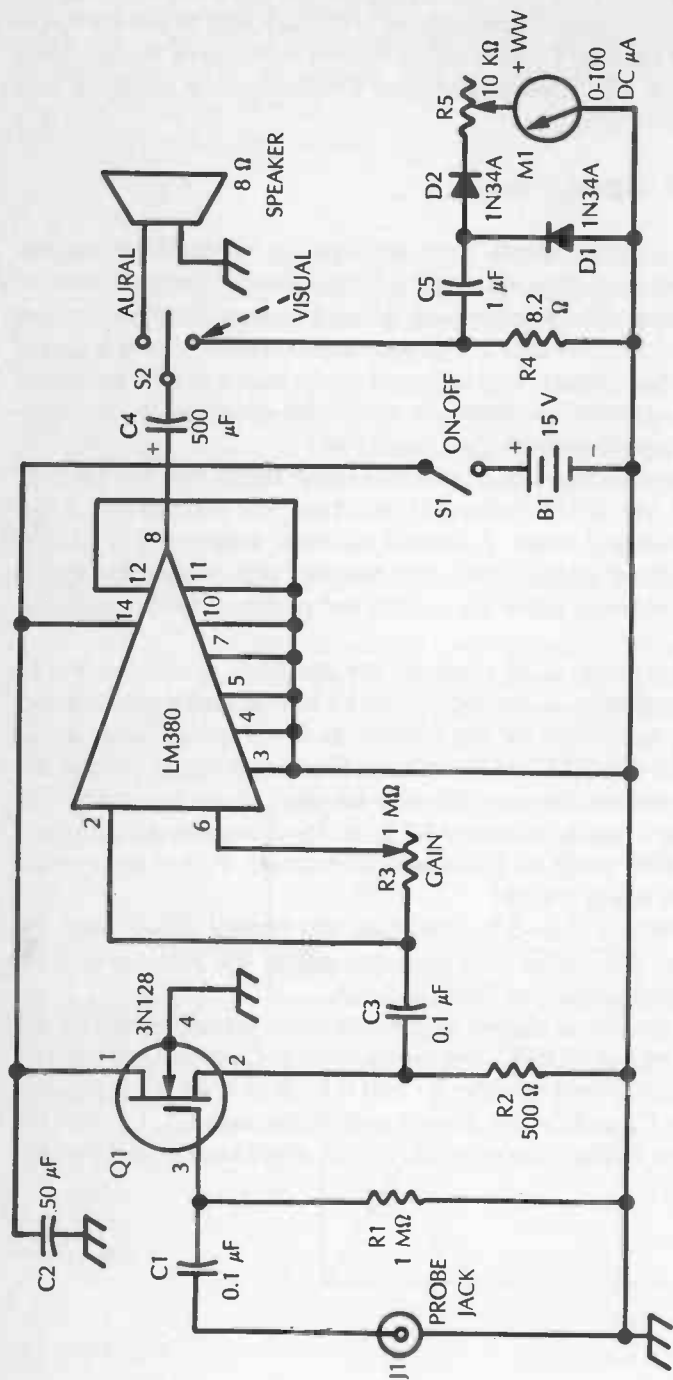 C2
50 μF
Q1
3N128
1
2
3
4
C1
0.1 μF
R1
1 MΩ
J1
PROBE
JACK
R2
500 Ω
C3
0.1 μF
2
6
R3
1 MΩ
GAIN
LM380
14
12
8
3
4
5
7
10
11
C4
+
500
μF
S2
AURAL
VISUAL
8 Ω
SPEAKER
S1
ON-OFF
B1
+
15 V
−
C5
1 μF
R4
8.2
Ω
D2
1N34A
D1
1N34A
R5
10 KΩ
+ WW
M1
0-100
DC μA